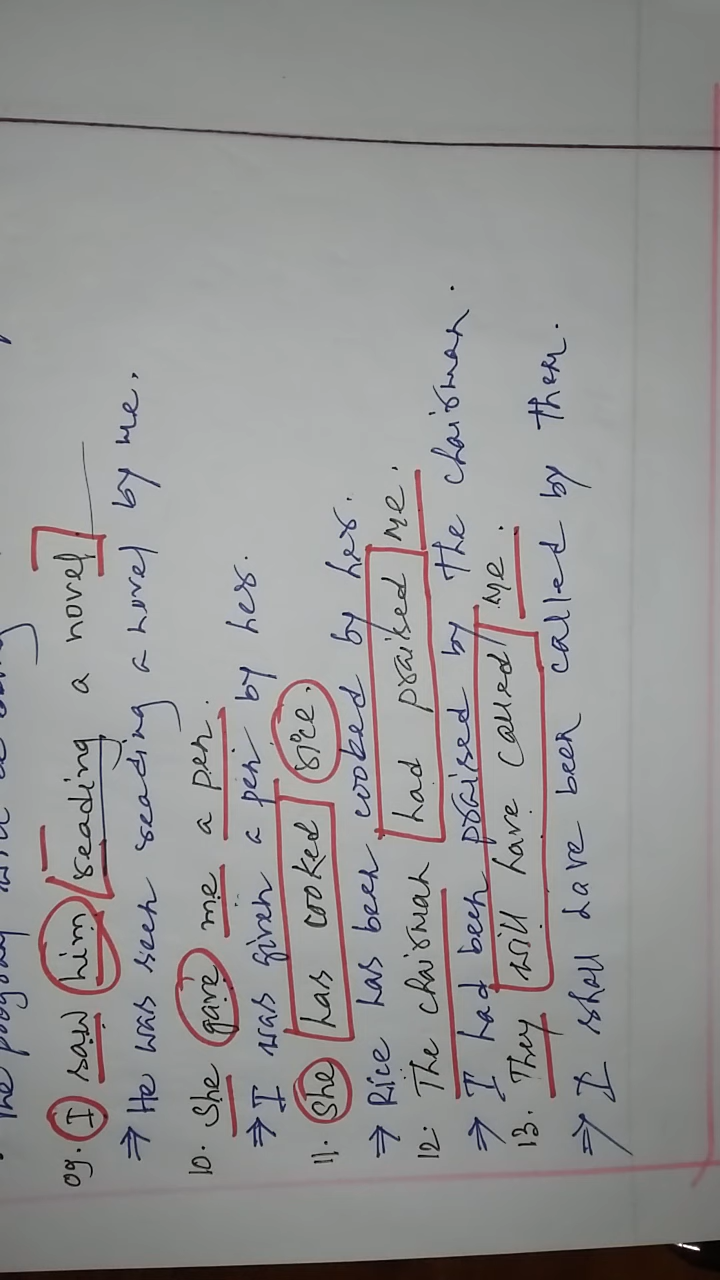 The
09. I saw him reading a novel
⇒ He was seen reading a novel by me.
10. She gave me a pen.
⇒ I was given a pen by her.
11. She has cooked rice.
⇒ Rice has been cooked by her.
12. The chairman had praised me.
⇒ I had been praised by the chairman.
13. They will have called me.
⇒ I shall have been called by them.